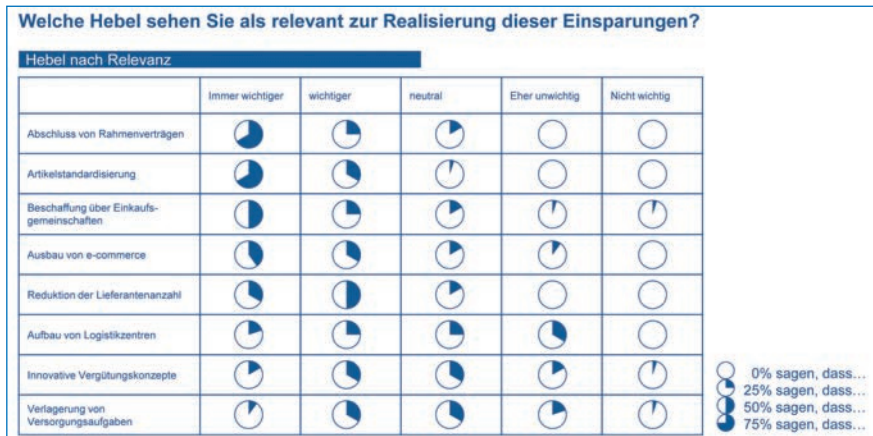 Welche Hebel sehen Sie als relevant zur Realisierung dieser Einsparungen?
Hebel nach Relevanz
Immer wichtiger wichtiger neutral Eher unwichtig Nicht wichtig
Abschluss von Rahmenverträgen
Artikelstandardisierung
Beschaffung über Einkaufs-
gemeinschaften
Ausbau von e-commerce
Reduktion der Lieferantenanzahl
Aufbau von Logistikzentren
Innovative Vergütungskonzepte
Verlagerung von
Versorgungsaufgaben
0% sagen, dass...
25% sagen, dass...
50% sagen, dass...
75% sagen, dass...